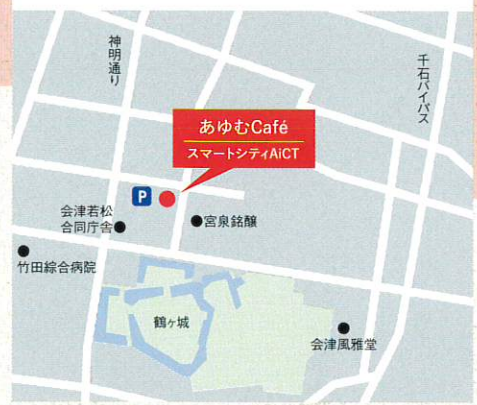 神明通り
千石バイパス
あゆむCafé
スマートシティAiCT
P
会津若松
合同庁舎
宮泉銘醸
竹田綜合病院
鶴ヶ城
会津風雅堂